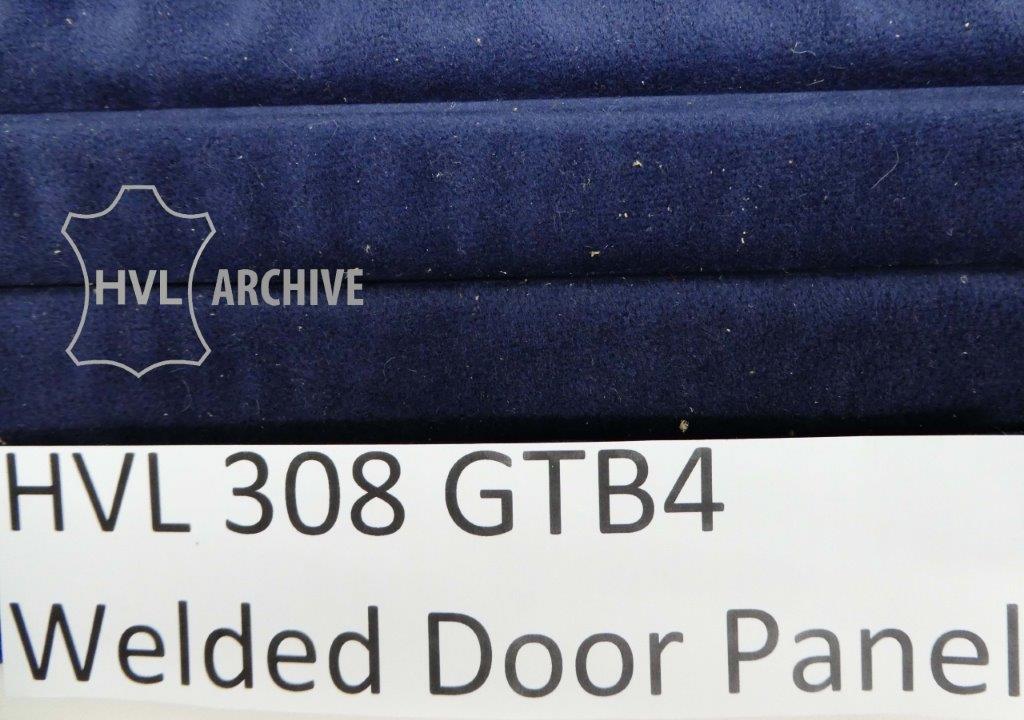 HVL ARCHIVE
HVL 308 GTB4
Welded Door Panel